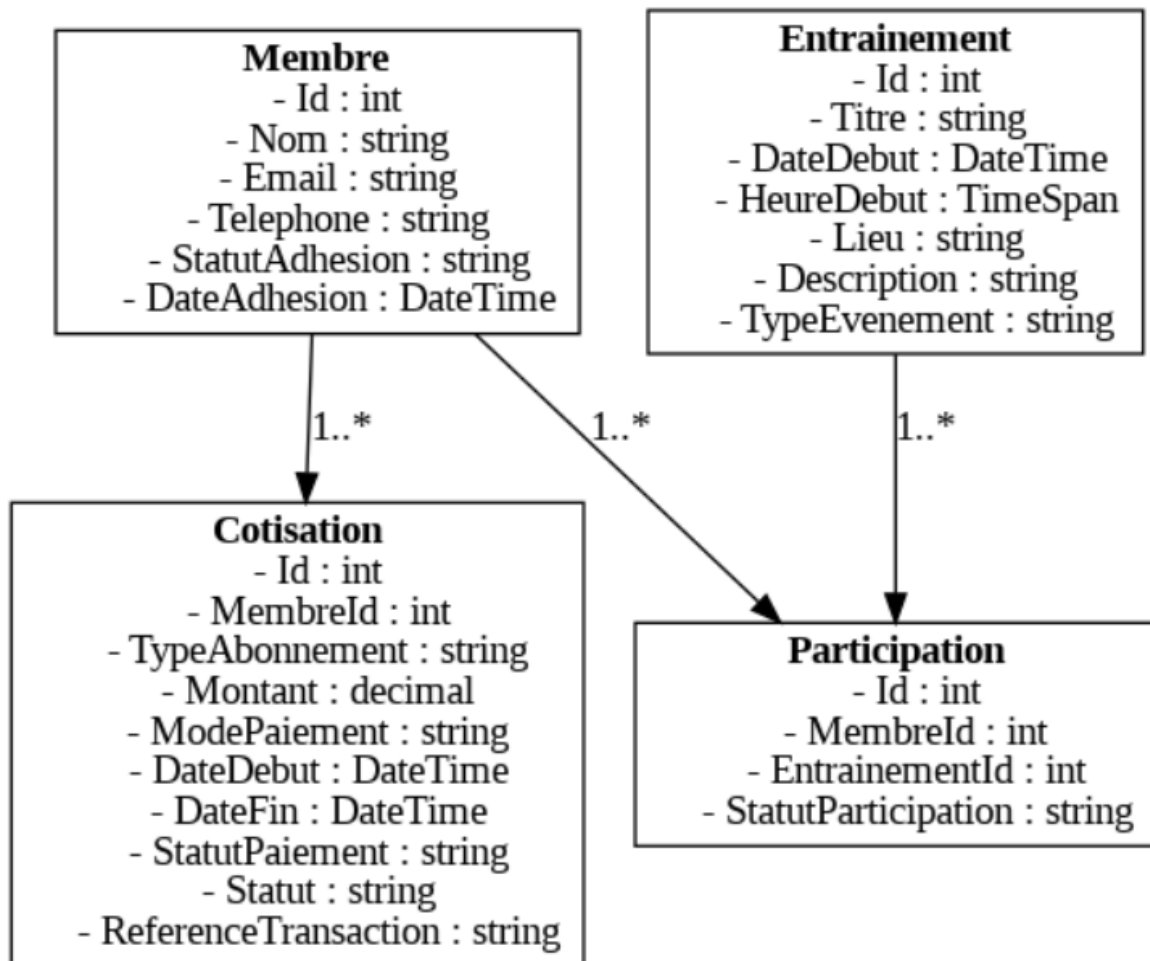 Membre
- Id : int
- Nom : string
- Email : string
- Telephone : string
- StatutAdhesion : string
- DateAdhesion : DateTime
Entrainement
- Id : int
- Titre : string
- DateDebut : DateTime
- HeureDebut : TimeSpan
- Lieu : string
- Description : string
- TypeEvenement : string
1..*
1..*
1..*
Cotisation
- Id : int
- MembreId : int
- TypeAbonnement : string
- Montant : decimal
- ModePaiement : string
- DateDebut : DateTime
- DateFin : DateTime
- StatutPaiement : string
- Statut : string
- ReferenceTransaction : string
Participation
- Id : int
- MembreId : int
- EntrainementId : int
- StatutParticipation : string